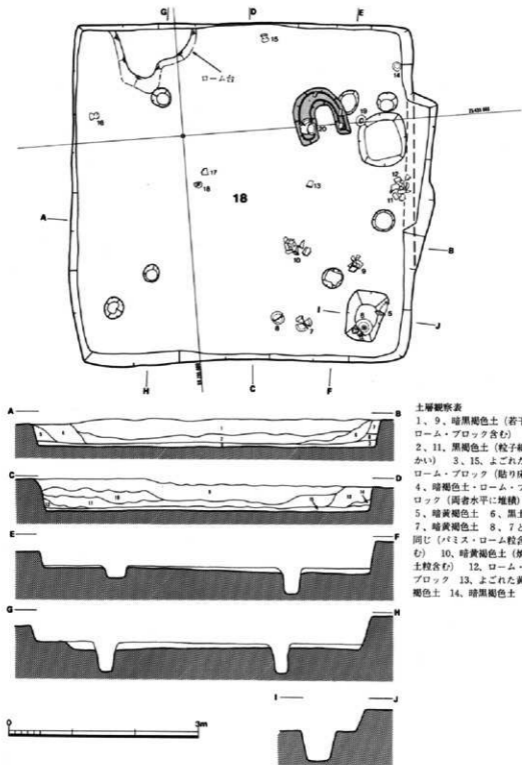 G D E
15
14
ローム台
16
19
20
12
17
18
13
11
18
A
10
9
B
I
5
6
8
7
J
H C F
A B
C D
E F
G H
I J
0 3m
土層観察表
1、9、暗黒褐色土(若干
ローム・ブロック含む)
2、11、黒褐色土(粒子細
かい) 3、15、よごれた
ローム・ブロック(貼り床)
4、暗褐色土・ローム・ブ
ロック(両者水平に堆積)
5、暗黄褐色土 6、黒土
7、暗黄褐色土 8、7と
同じ(パミス・ローム粒含
む) 10、暗黄褐色土(焼
土粒含む) 12、ローム・
ブロック 13、よごれた黄
褐色土 14、暗黒褐色土